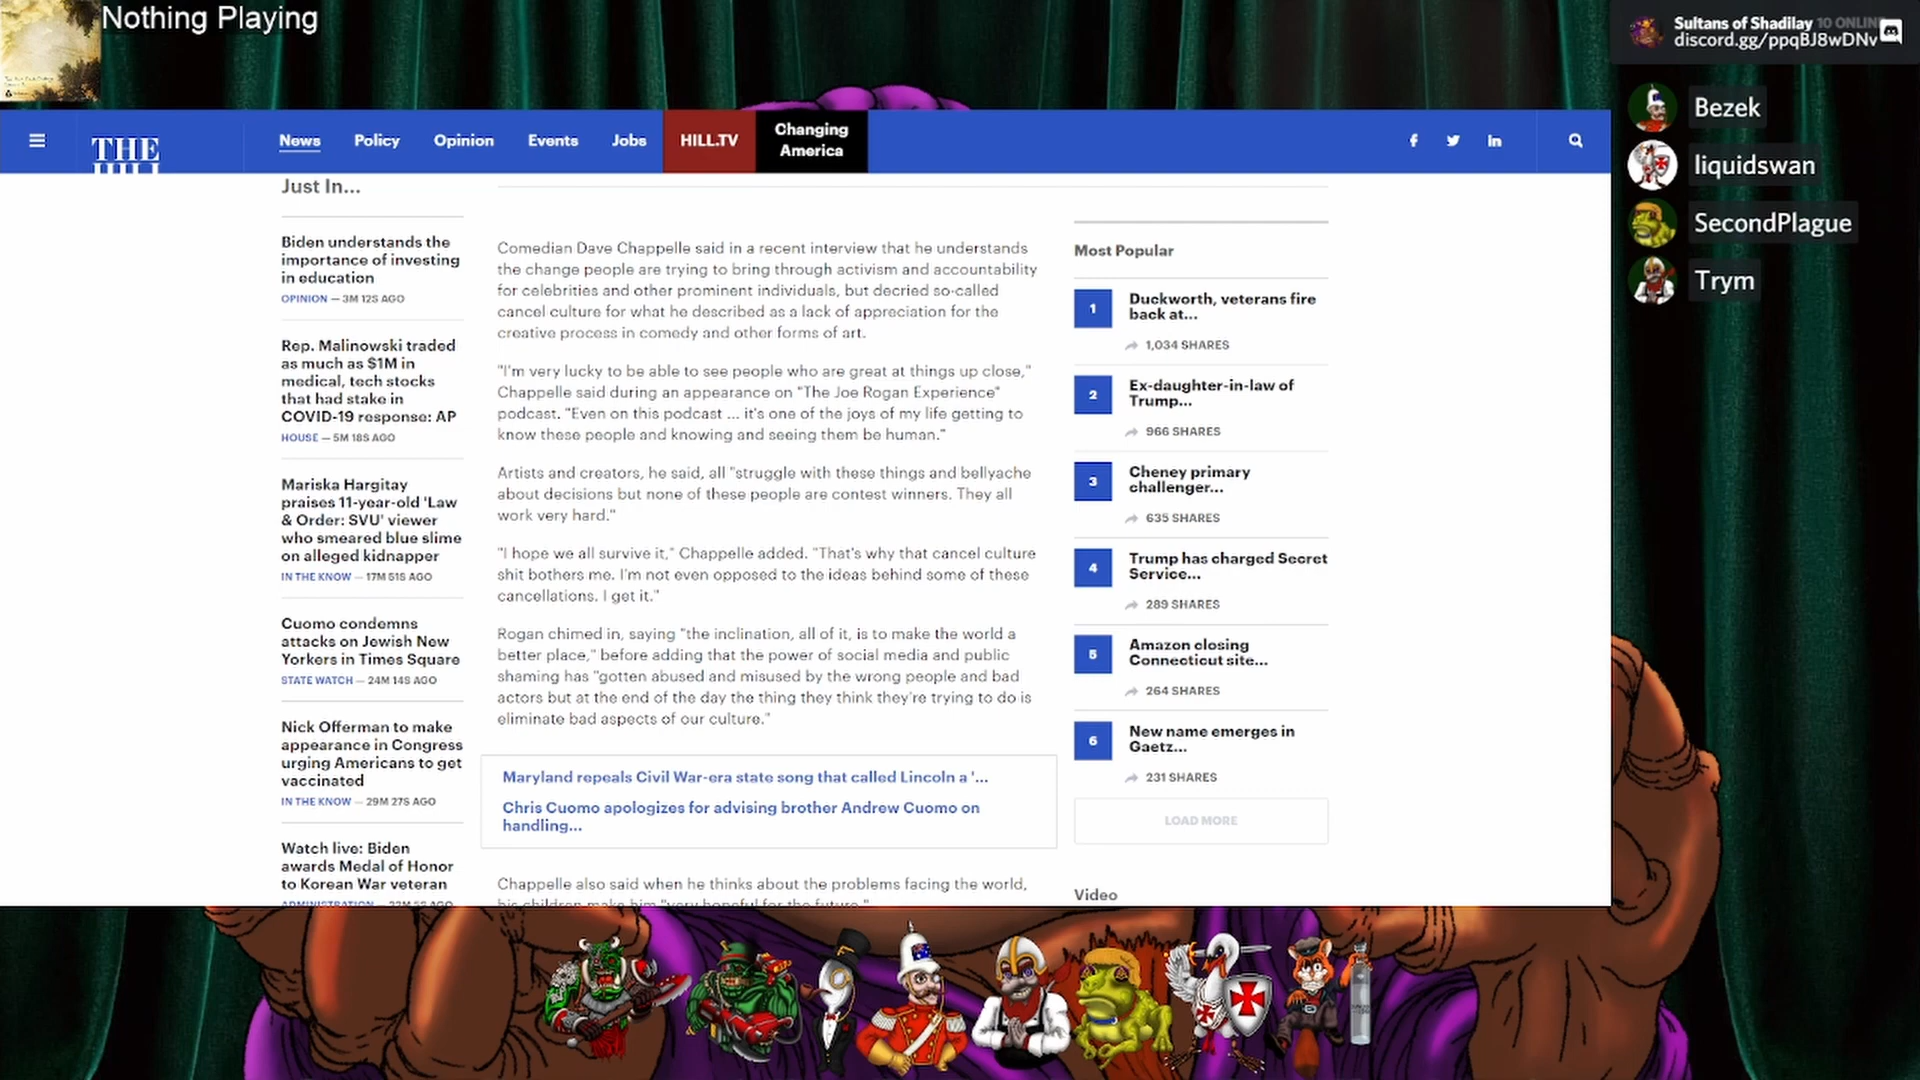 Nothing Playing
Sultans of Shadilay 10 ONLINE
discord.gg/ppqBJ8wDNv
Bezek
liquidswan
SecondPlague
Trym
THE
HILL
News
Policy
Opinion
Events
Jobs
HILL.TV
Changing
America
Just In...
Biden understands the
importance of investing
in education
OPINION — 3M 12S AGO
Rep. Malinowski traded
as much as $1M in
medical, tech stocks
that had stake in
COVID-19 response: AP
HOUSE — 5M 18S AGO
Mariska Hargitay
praises 11-year-old 'Law
& Order: SVU' viewer
who smeared blue slime
on alleged kidnapper
IN THE KNOW — 17M 51S AGO
Cuomo condemns
attacks on Jewish New
Yorkers in Times Square
STATE WATCH — 24M 14S AGO
Nick Offerman to make
appearance in Congress
urging Americans to get
vaccinated
IN THE KNOW — 29M 27S AGO
Watch live: Biden
awards Medal of Honor
to Korean War veteran
ADMINISTRATION — 32M 5S AGO
Comedian Dave Chappelle said in a recent interview that he understands
the change people are trying to bring through activism and accountability
for celebrities and other prominent individuals, but decried so-called
cancel culture for what he described as a lack of appreciation for the
creative process in comedy and other forms of art.
"I'm very lucky to be able to see people who are great at things up close,"
Chappelle said during an appearance on "The Joe Rogan Experience"
podcast. "Even on this podcast ... it's one of the joys of my life getting to
know these people and knowing and seeing them be human."
Artists and creators, he said, all "struggle with these things and bellyache
about decisions but none of these people are contest winners. They all
work very hard."
"I hope we all survive it," Chappelle added. "That's why that cancel culture
shit bothers me. I'm not even opposed to the ideas behind some of these
cancellations. I get it."
Rogan chimed in, saying "the inclination, all of it, is to make the world a
better place," before adding that the power of social media and public
shaming has "gotten abused and misused by the wrong people and bad
actors but at the end of the day the thing they think they're trying to do is
eliminate bad aspects of our culture."
Maryland repeals Civil War-era state song that called Lincoln a '...
Chris Cuomo apologizes for advising brother Andrew Cuomo on
handling...
Chappelle also said when he thinks about the problems facing the world,
his children make him "very hopeful for the future."
Most Popular
1
Duckworth, veterans fire
back at...
1,034 SHARES
2
Ex-daughter-in-law of
Trump...
966 SHARES
3
Cheney primary
challenger...
635 SHARES
4
Trump has charged Secret
Service...
289 SHARES
5
Amazon closing
Connecticut site...
264 SHARES
6
New name emerges in
Gaetz...
231 SHARES
LOAD MORE
Video